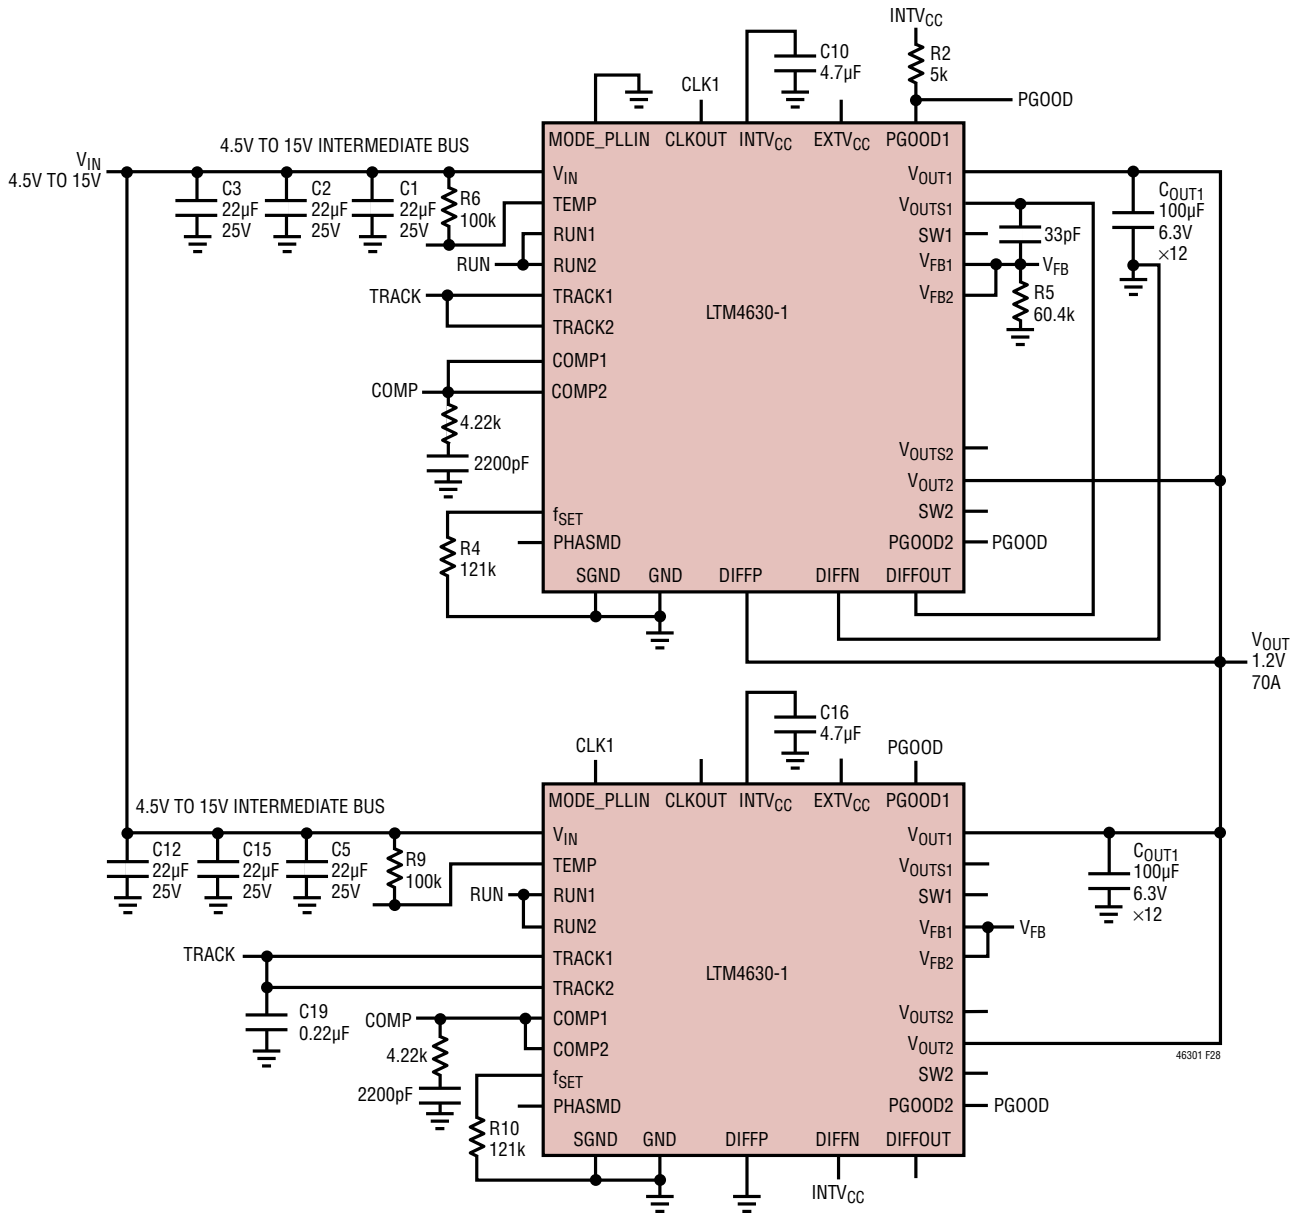 INTVCC
R2
5k
PGOOD
C10
4.7µF
CLK1
MODE_PLLIN CLKOUT INTVCC EXTVCC PGOOD1
VIN
4.5V TO 15V
4.5V TO 15V INTERMEDIATE BUS
C3
22µF
25V
C2
22µF
25V
C1
22µF
25V
R6
100k
VIN
TEMP
RUN1
RUN
RUN2
TRACK
TRACK1
TRACK2
COMP1
COMP
COMP2
4.22k
2200pF
fSET
PHASMD
R4
121k
LTM4630-1
VOUT1
VOUTS1
SW1
VFB1
VFB2
33pF
VFB
R5
60.4k
COUT1
100µF
6.3V
×12
VOUTS2
VOUT2
SW2
PGOOD2
PGOOD
SGND GND DIFFP DIFFN DIFFOUT
VOUT
1.2V
70A
C16
4.7µF
CLK1
PGOOD
MODE_PLLIN CLKOUT INTVCC EXTVCC PGOOD1
4.5V TO 15V INTERMEDIATE BUS
C12
22µF
25V
C15
22µF
25V
C5
22µF
25V
R9
100k
VIN
TEMP
RUN
RUN1
RUN2
TRACK
TRACK1
TRACK2
C19
0.22µF
COMP
COMP1
COMP2
4.22k
2200pF
fSET
PHASMD
R10
121k
LTM4630-1
VOUT1
VOUTS1
SW1
VFB1
VFB
VFB2
COUT1
100µF
6.3V
×12
VOUTS2
VOUT2
SW2
PGOOD2
PGOOD
46301 F28
SGND GND DIFFP DIFFN DIFFOUT
INTVCC